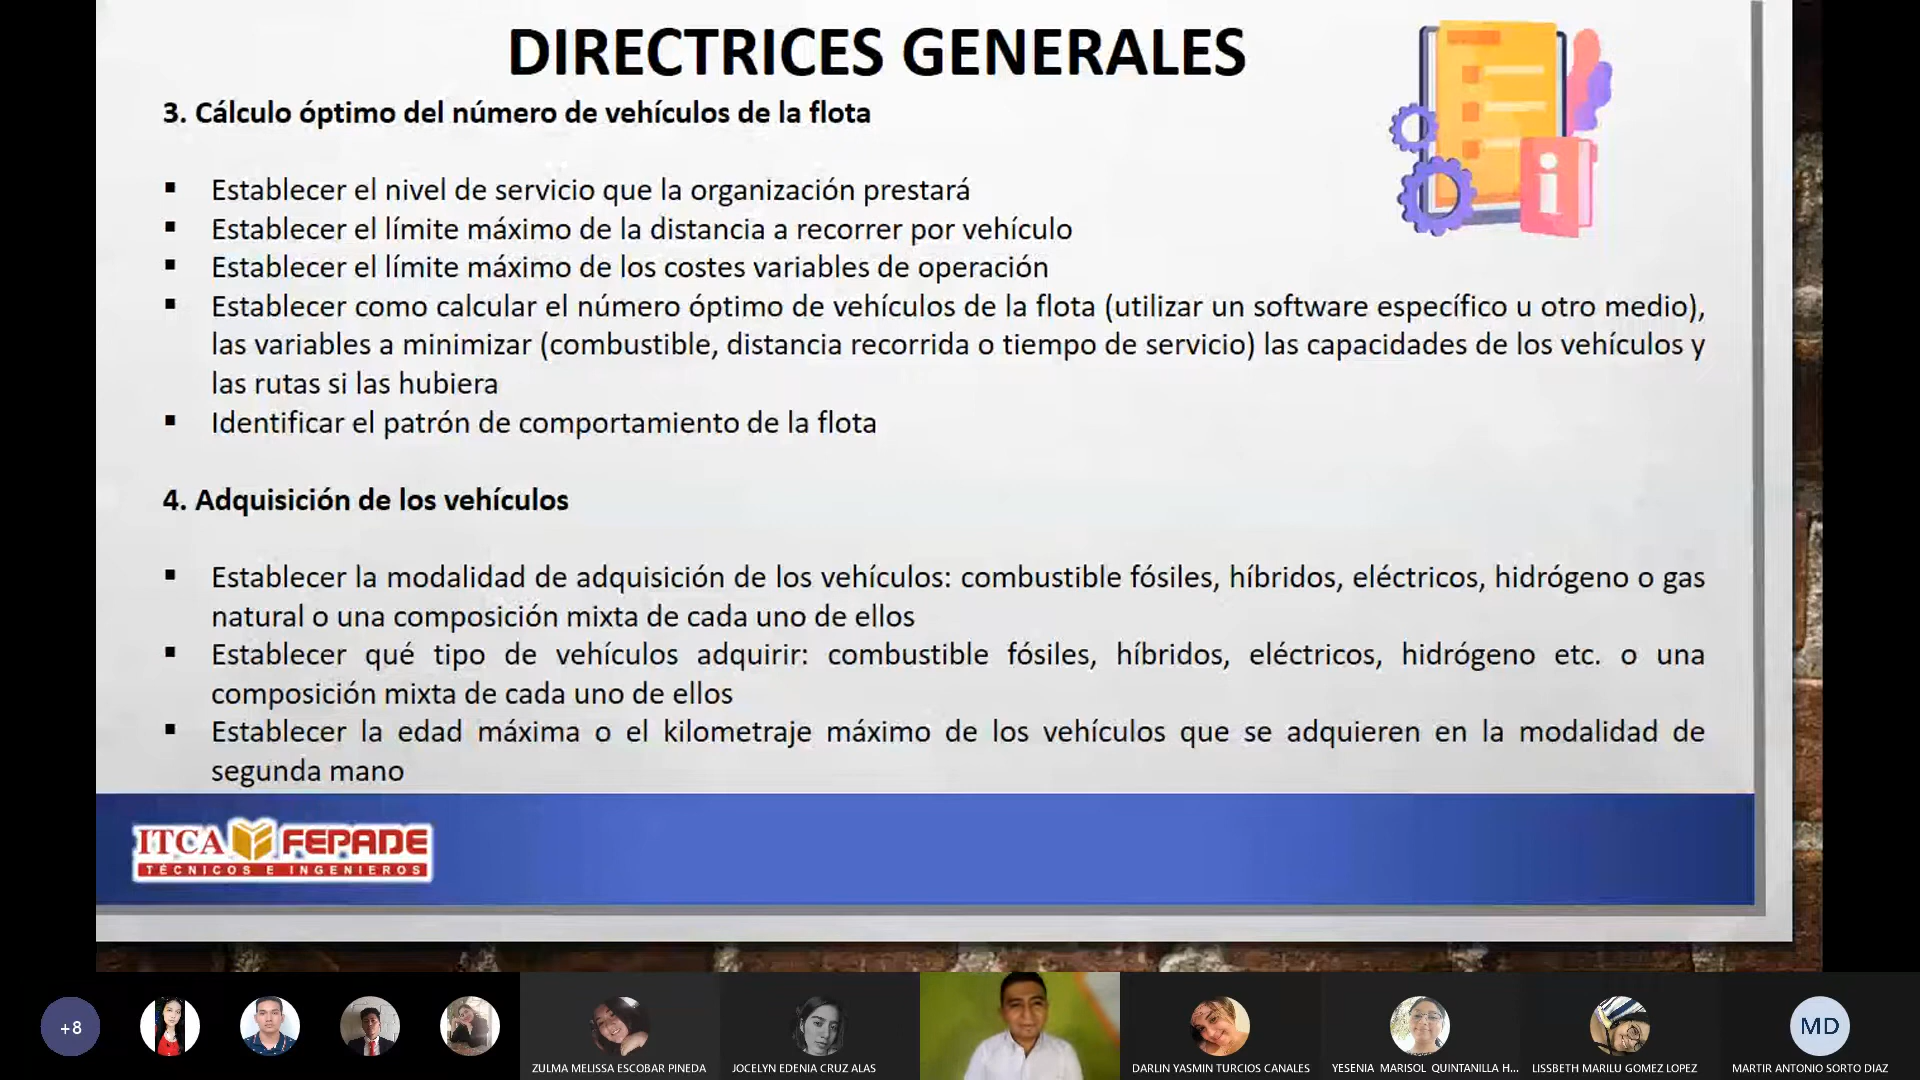 DIRECTRICES GENERALES
3. Cálculo óptimo del número de vehículos de la flota
▪ Establecer el nivel de servicio que la organización prestará
▪ Establecer el límite máximo de la distancia a recorrer por vehículo
▪ Establecer el límite máximo de los costes variables de operación
▪ Establecer como calcular el número óptimo de vehículos de la flota (utilizar un software específico u otro medio),
las variables a minimizar (combustible, distancia recorrida o tiempo de servicio) las capacidades de los vehículos y
las rutas si las hubiera
▪ Identificar el patrón de comportamiento de la flota
4. Adquisición de los vehículos
▪ Establecer la modalidad de adquisición de los vehículos: combustible fósiles, híbridos, eléctricos, hidrógeno o gas
natural o una composición mixta de cada uno de ellos
▪ Establecer qué tipo de vehículos adquirir: combustible fósiles, híbridos, eléctricos, hidrógeno etc. o una
composición mixta de cada uno de ellos
▪ Establecer la edad máxima o el kilometraje máximo de los vehículos que se adquieren en la modalidad de
segunda mano
ITCA FEPADE
TÉCNICOS E INGENIEROS
+8
MD
ZULMA MELISSA ESCOBAR PINEDA
JOCELYN EDENIA CRUZ ALAS
DARLIN YASMIN TURCIOS CANALES
YESENIA MARISOL QUINTANILLA H...
LISSBETH MARILU GOMEZ LOPEZ
MARTIR ANTONIO SORTO DIAZ